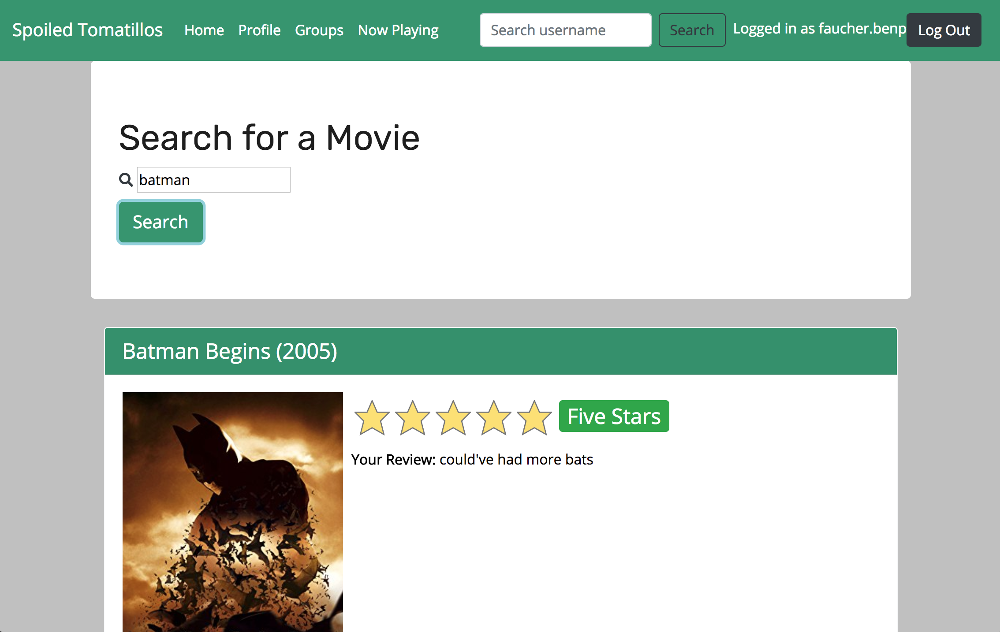 Spoiled Tomatillos Home Profile Groups Now Playing Search username Search Logged in as faucher.benp Log Out
Search for a Movie
batman
Search
Batman Begins (2005)
Five Stars
Your Review: could've had more bats